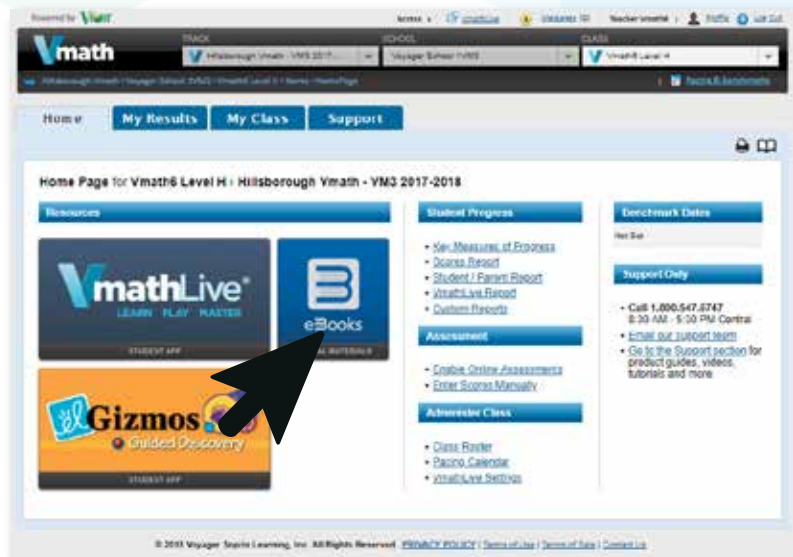 Powered by VPORT
Vmath
TRACK
Hillsborough Vmath - VM3 2017-...
SCHOOL
Voyager School (VM3)
CLASS
Vmath6 Level H
Home
My Results
My Class
Support
Home Page for Vmath6 Level H › Hillsborough Vmath - VM3 2017-2018
Resources
VmathLive®
LEARN PLAY MASTER
STUDENT APP
eBooks
MATERIALS
Gizmos
Guided Discovery
STUDENT APP
Student Progress
• Key Measures of Progress
• Scores Report
• Student / Parent Report
• VmathLive Report
• Custom Reports
Assessment
• Enable Online Assessments
• Enter Scores Manually
Administer Class
• Class Roster
• Pacing Calendar
• VmathLive Settings
Benchmark Dates
Not Set
Support Only
• Call 1.800.547.6747
8:30 AM - 5:30 PM Central
• Email our support team
• Go to the Support section for
product guides, videos,
tutorials and more
© 2013 Voyager Sopris Learning, Inc. All Rights Reserved. PRIVACY POLICY | Terms of Use | Terms of Sale | Contact Us